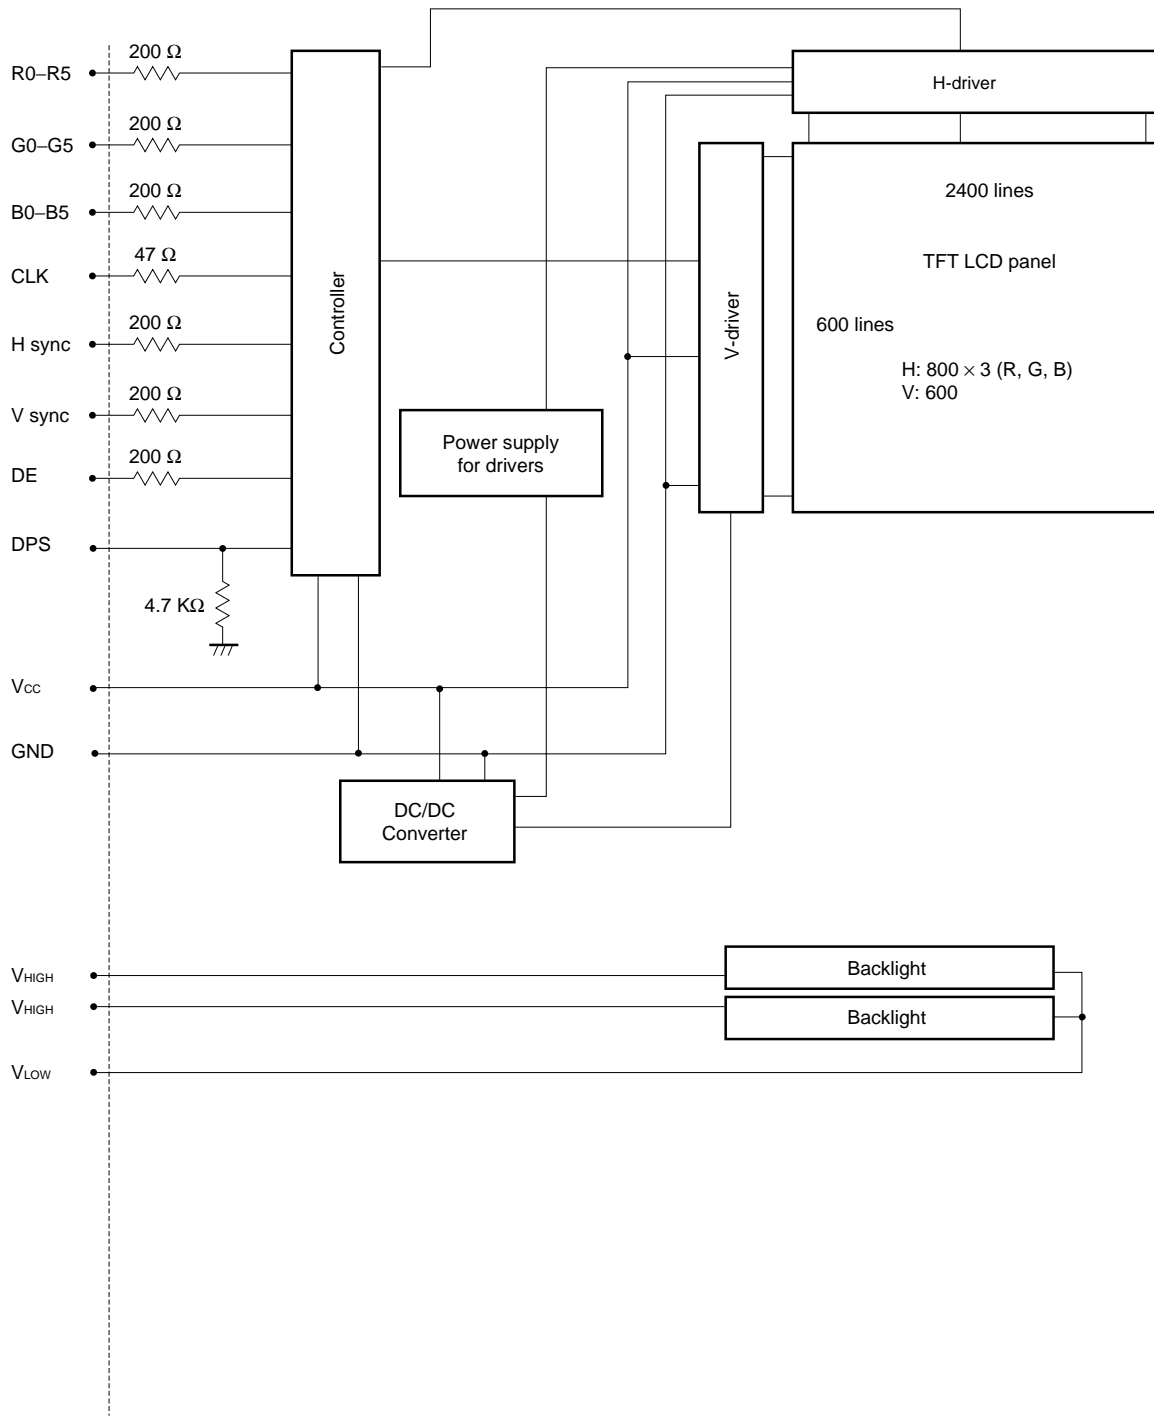 200 Ω
R0–R5
200 Ω
G0–G5
200 Ω
B0–B5
47 Ω
CLK
200 Ω
H sync
200 Ω
V sync
200 Ω
DE
DPS
4.7 KΩ
VCC
GND
Controller
Power supply
for drivers
DC/DC
Converter
H-driver
V-driver
2400 lines
TFT LCD panel
600 lines
H: 800 × 3 (R, G, B)
V: 600
VHIGH
Backlight
VHIGH
Backlight
VLOW